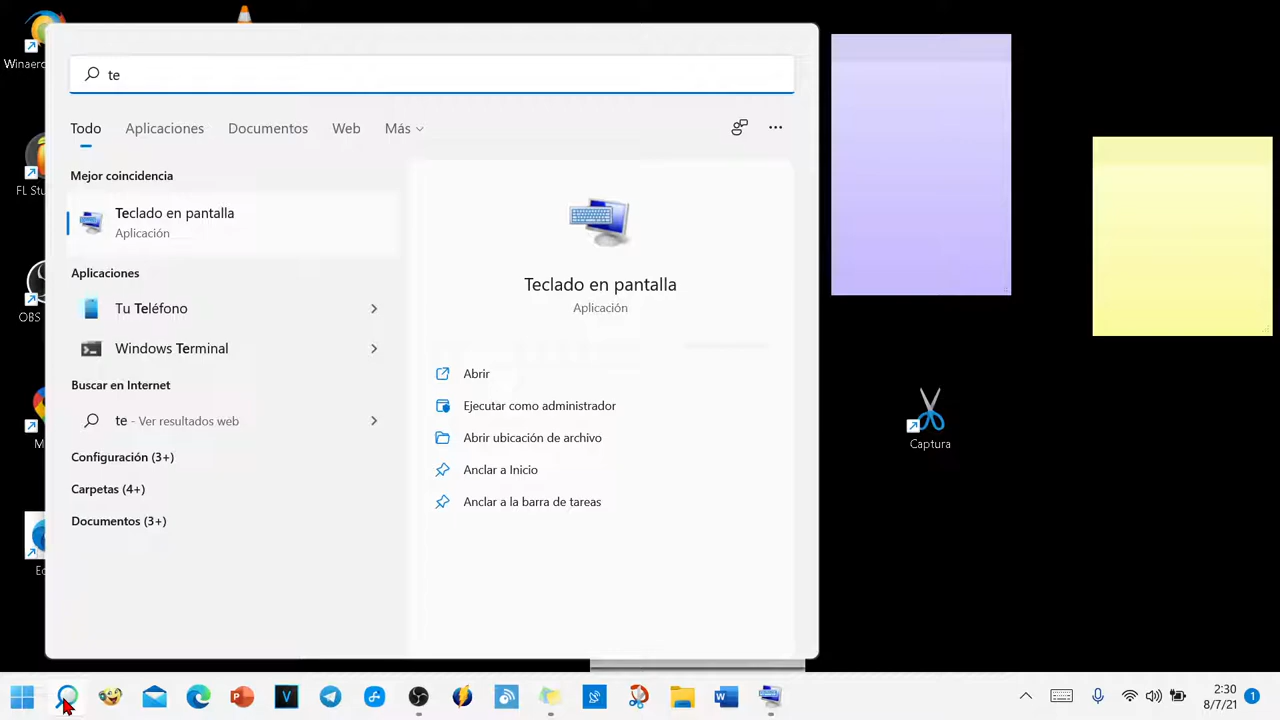 Winaero
te
Todo Aplicaciones Documentos Web Más
Mejor coincidencia
Teclado en pantalla
Aplicación
Aplicaciones
Tu Teléfono
Windows Terminal
Buscar en Internet
te - Ver resultados web
Configuración (3+)
Carpetas (4+)
Documentos (3+)
Teclado en pantalla
Aplicación
Abrir
Ejecutar como administrador
Abrir ubicación de archivo
Anclar a Inicio
Anclar a la barra de tareas
FL Stu
OBS
M
Ed
Captura
V
2:30
8/7/21
1